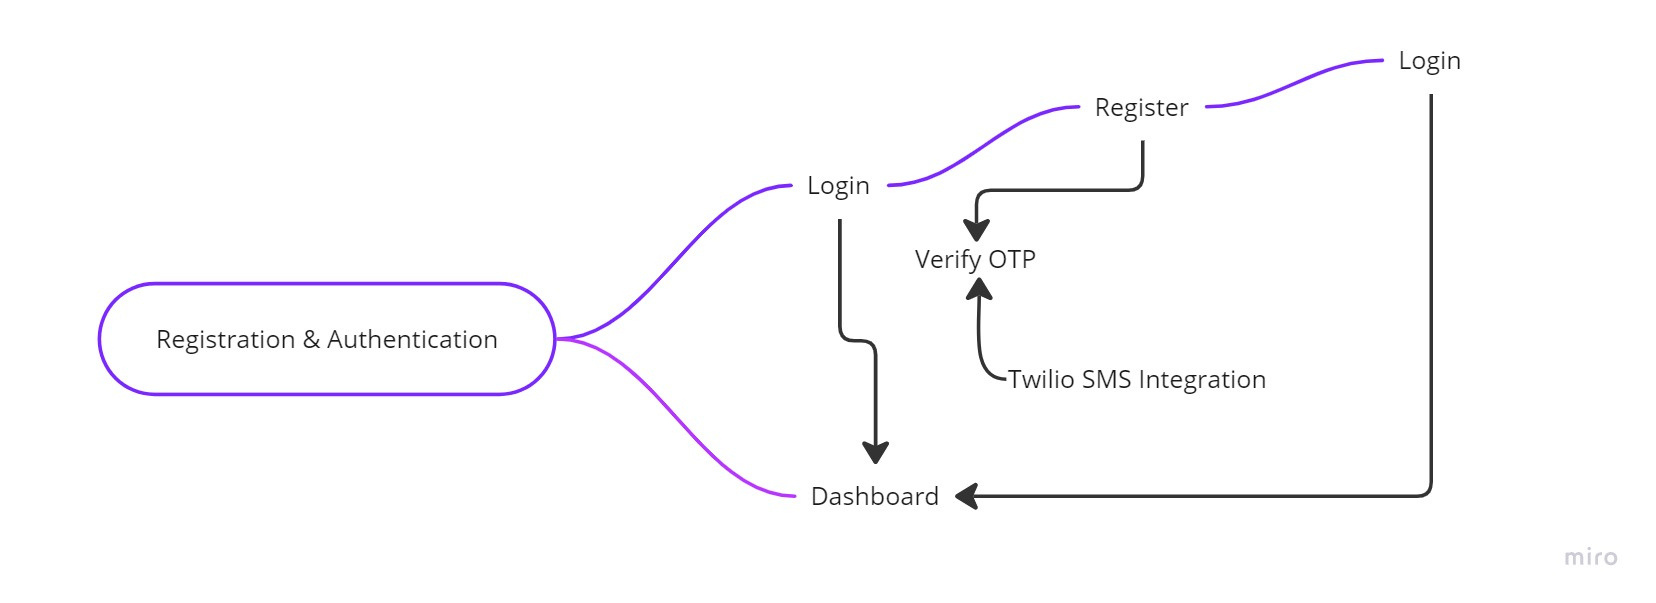 Login
Register
Login
Verify OTP
Registration & Authentication
Twilio SMS Integration
Dashboard
miro